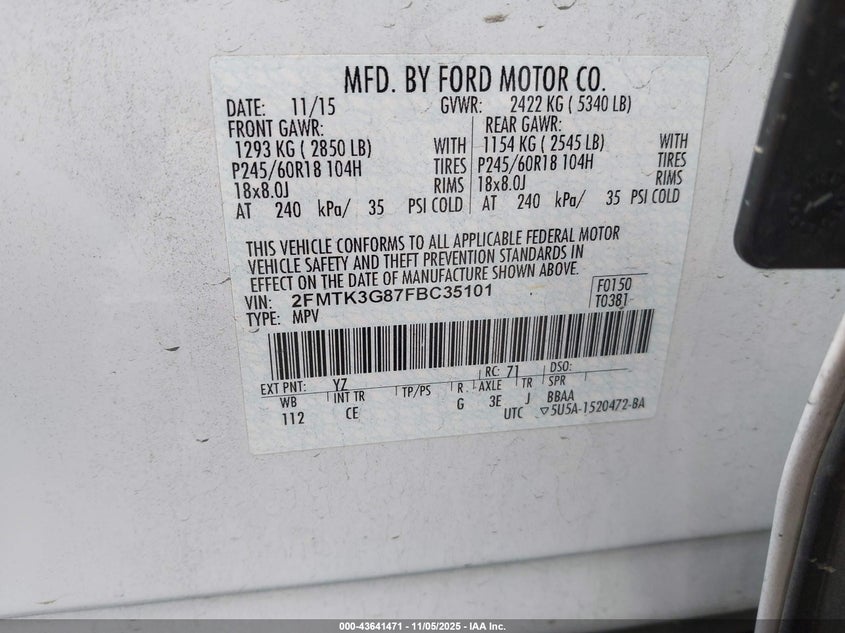 MFD. BY FORD MOTOR CO.
DATE: 11/15 GVWR: 2422 KG ( 5340 LB)
FRONT GAWR: REAR GAWR:
1293 KG ( 2850 LB) WITH 1154 KG ( 2545 LB) WITH
P245/60R18 104H TIRES P245/60R18 104H TIRES
18x8.0J RIMS 18x8.0J RIMS
AT 240 kPa/ 35 PSI COLD AT 240 kPa/ 35 PSI COLD
THIS VEHICLE CONFORMS TO ALL APPLICABLE FEDERAL MOTOR
VEHICLE SAFETY AND THEFT PREVENTION STANDARDS IN
EFFECT ON THE DATE OF MANUFACTURE SHOWN ABOVE.
VIN: 2FMTK3G87FBC35101 F0150
TYPE: MPV T0381
EXT PNT: YZ RC: 71 DSO:
WB INT TR TP/PS R. AXLE TR SPR
112 CE G 3E J BBAA
UTC ▽5U5A-1520472-BA
000-43641471 - 11/05/2025 - IAA Inc.